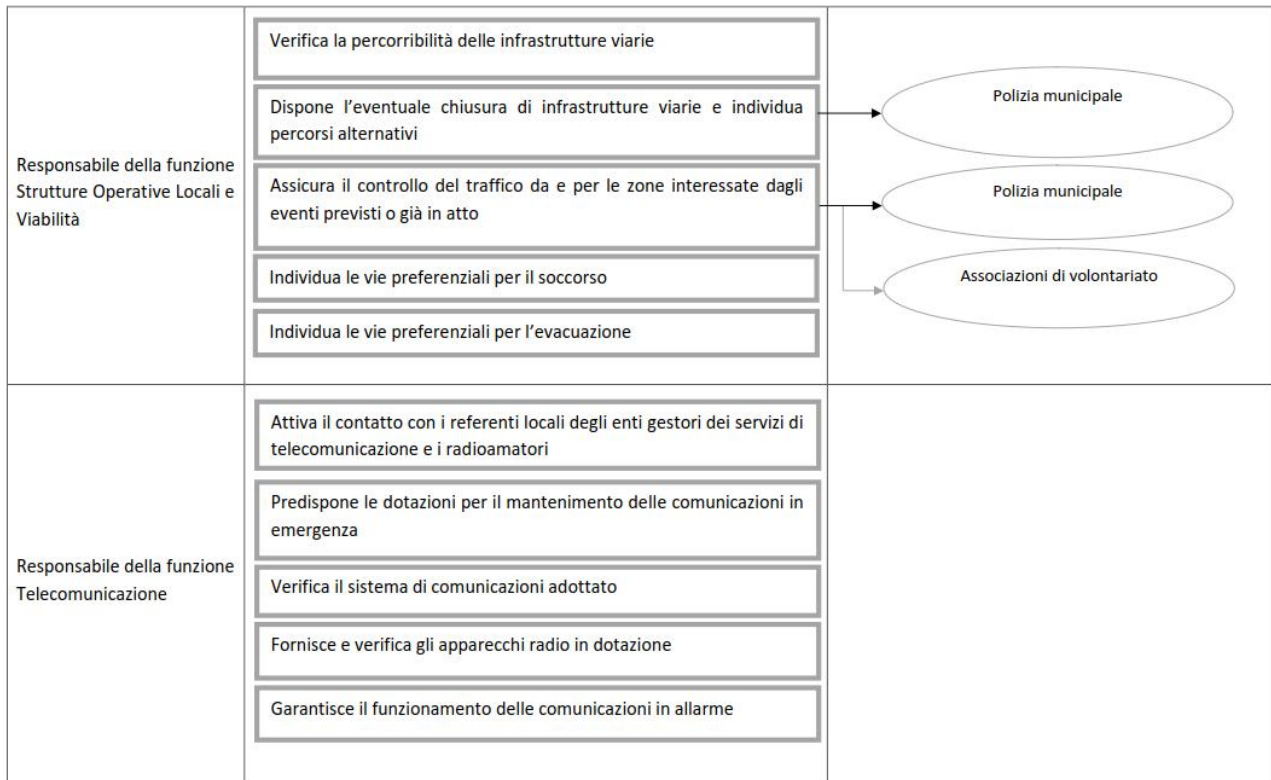 Responsabile della funzione
Strutture Operative Locali e
Viabilità
Verifica la percorribilità delle infrastrutture viarie
Dispone l’eventuale chiusura di infrastrutture viarie e individua
percorsi alternativi
Polizia municipale
Assicura il controllo del traffico da e per le zone interessate dagli
eventi previsti o già in atto
Polizia municipale
Associazioni di volontariato
Individua le vie preferenziali per il soccorso
Individua le vie preferenziali per l’evacuazione
Responsabile della funzione
Telecomunicazione
Attiva il contatto con i referenti locali degli enti gestori dei servizi di
telecomunicazione e i radioamatori
Predispone le dotazioni per il mantenimento delle comunicazioni in
emergenza
Verifica il sistema di comunicazioni adottato
Fornisce e verifica gli apparecchi radio in dotazione
Garantisce il funzionamento delle comunicazioni in allarme